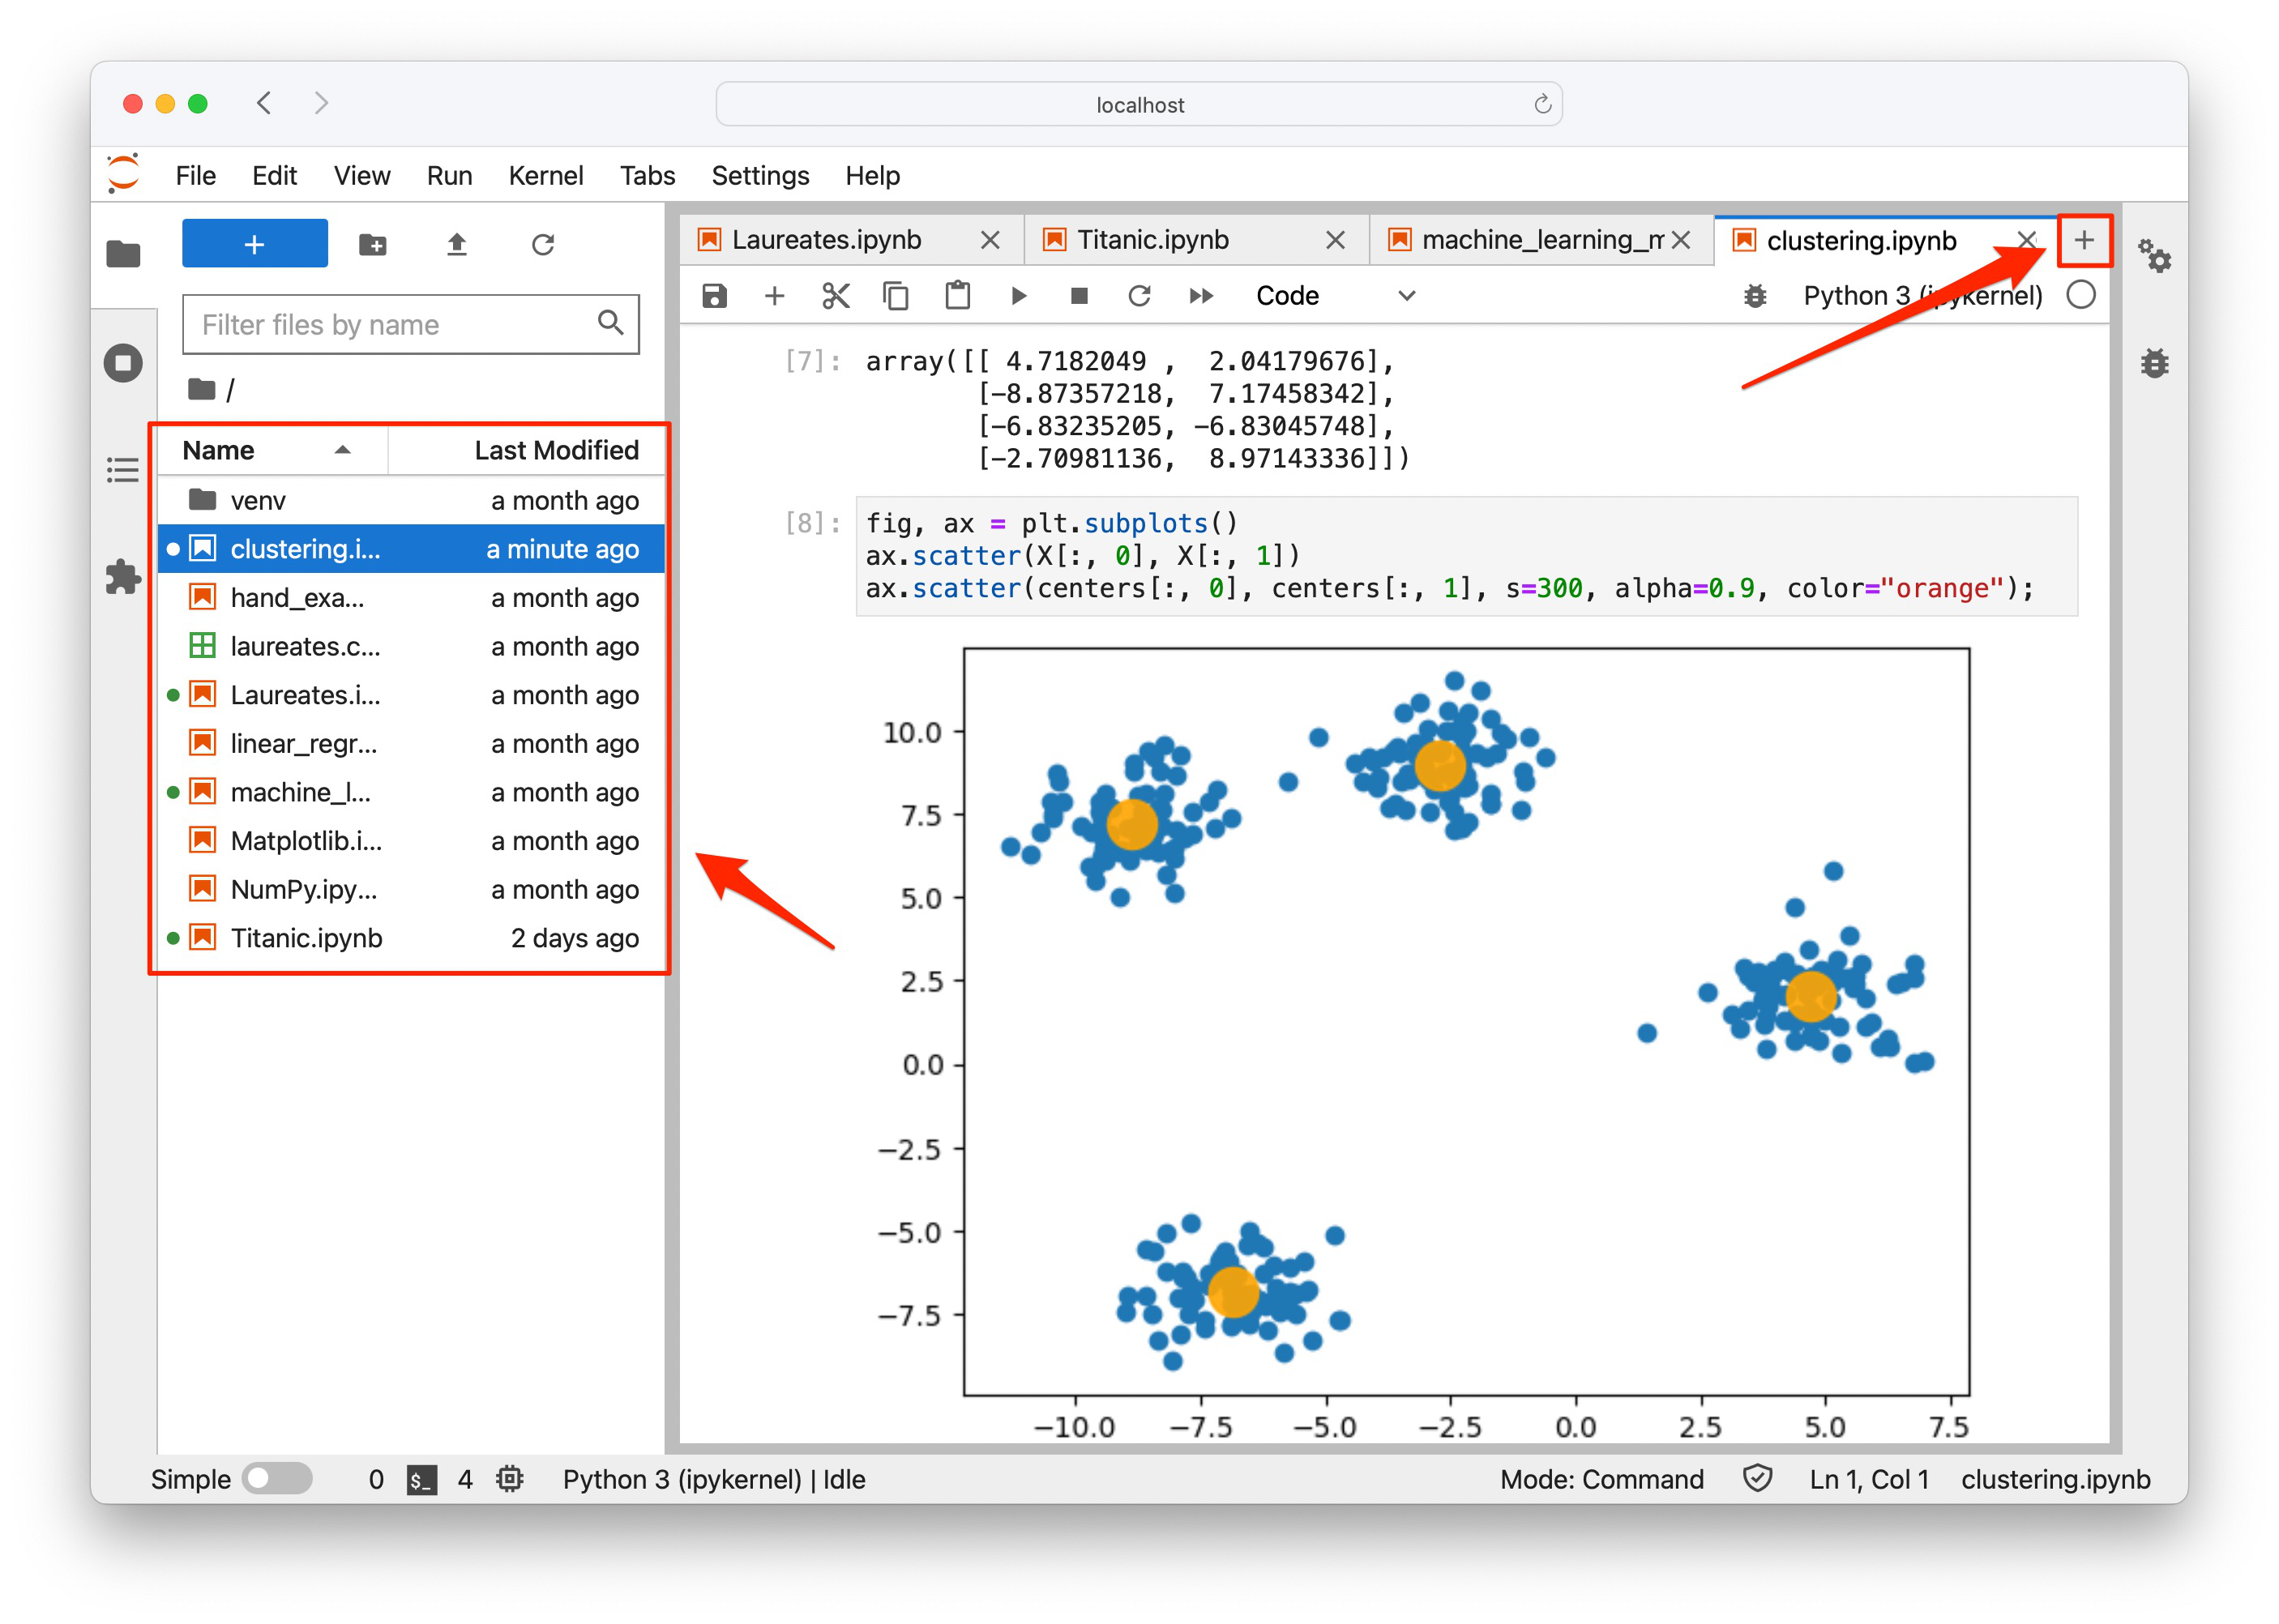 localhost
File Edit View Run Kernel Tabs Settings Help
Filter files by name
/
Name Last Modified
venv a month ago
clustering.i... a minute ago
hand_exa... a month ago
laureates.c... a month ago
Laureates.i... a month ago
linear_regr... a month ago
machine_l... a month ago
Matplotlib.i... a month ago
NumPy.ipy... a month ago
Titanic.ipynb 2 days ago
Laureates.ipynb Titanic.ipynb machine_learning_m clustering.ipynb
Code Python 3 (ipykernel)
[7]: array([[ 4.7182049 ,  2.04179676],
[-8.87357218,  7.17458342],
[-6.83235205, -6.83045748],
[-2.70981136,  8.97143336]])
[8]: fig, ax = plt.subplots()
ax.scatter(X[:, 0], X[:, 1])
ax.scatter(centers[:, 0], centers[:, 1], s=300, alpha=0.9, color="orange");
10.0
7.5
5.0
2.5
0.0
−2.5
−5.0
−7.5
−10.0 −7.5 −5.0 −2.5 0.0 2.5 5.0 7.5
Simple 0 $_ 4 Python 3 (ipykernel) | Idle Mode: Command Ln 1, Col 1 clustering.ipynb